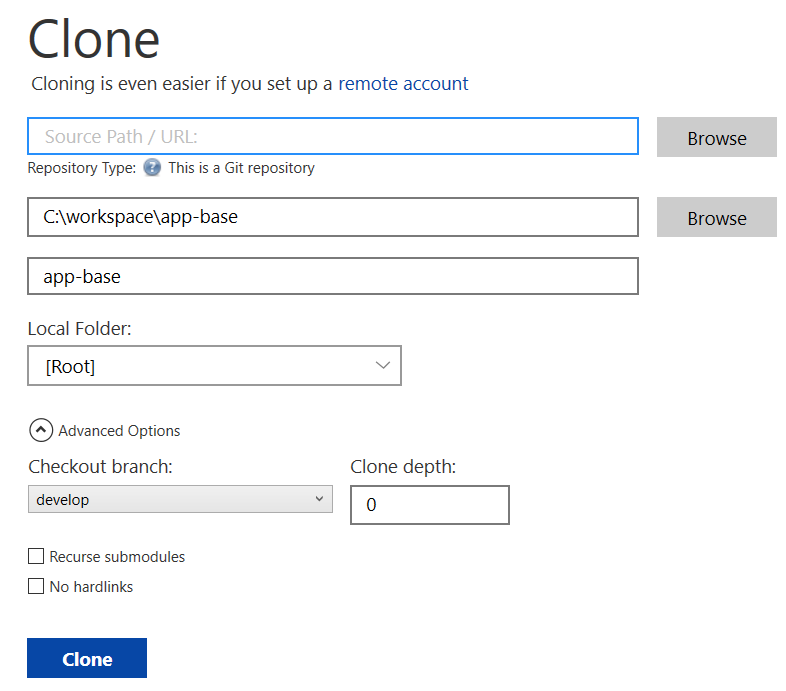 Clone
Cloning is even easier if you set up a remote account
Source Path / URL:
Browse
Repository Type: ? This is a Git repository
C:\workspace\app-base
Browse
app-base
Local Folder:
[Root]
Advanced Options
Checkout branch:
Clone depth:
develop
0
Recurse submodules
No hardlinks
Clone